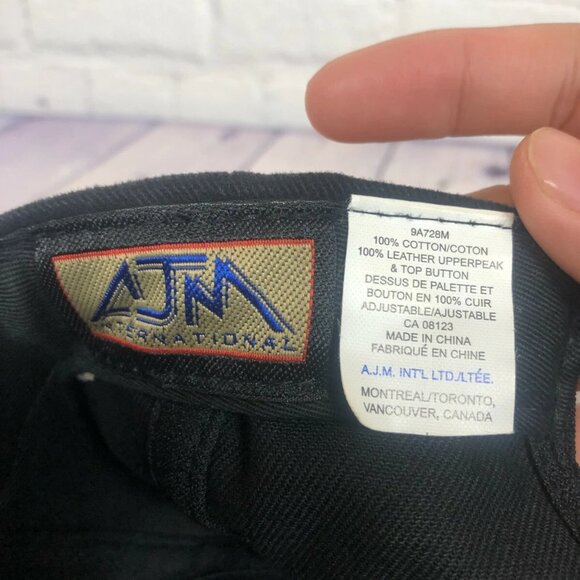 AJM
INTERNATIONAL
9A728M
100% COTTON/COTON
100% LEATHER UPPERPEAK
& TOP BUTTON
DESSUS DE PALETTE ET
BOUTON EN 100% CUIR
ADJUSTABLE/AJUSTABLE
CA 08123
MADE IN CHINA
FABRIQUÉ EN CHINE
A.J.M. INT'L LTD./LTÉE.
MONTREAL/TORONTO,
VANCOUVER, CANADA